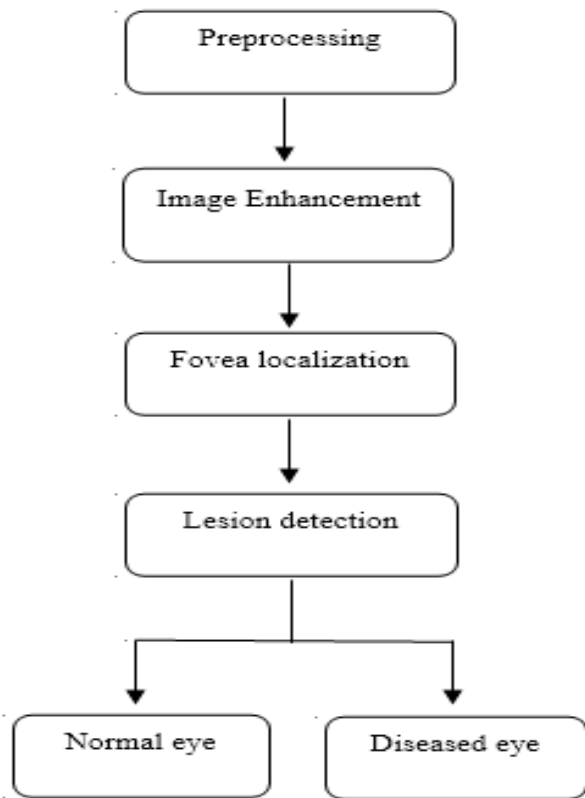 Preprocessing
Image Enhancement
Fovea localization
Lesion detection
Normal eye
Diseased eye